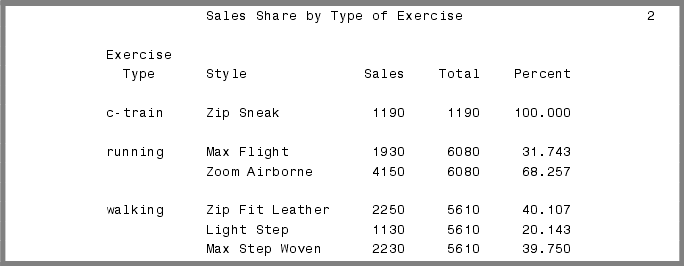 Sales Share by Type of Exercise 2
Exercise
Type Style Sales Total Percent
c-train Zip Sneak 1190 1190 100.000
running Max Flight 1930 6080 31.743
Zoom Airborne 4150 6080 68.257
walking Zip Fit Leather 2250 5610 40.107
Light Step 1130 5610 20.143
Max Step Woven 2230 5610 39.750